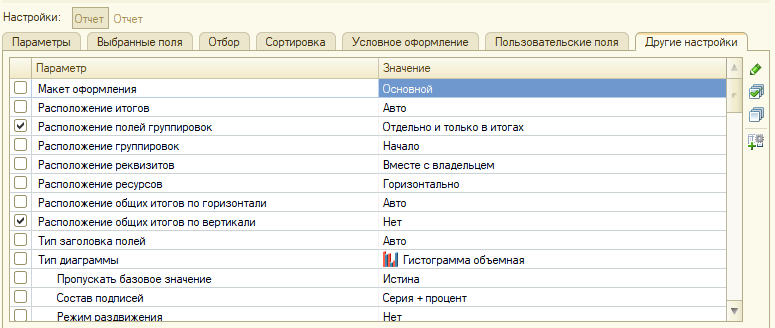 Настройки: Отчет Отчет
Параметры Выбранные поля Отбор Сортировка Условное оформление Пользовательские поля Другие настройки
Параметр Значение
Макет оформления Основной
Расположение итогов Авто
Расположение полей группировок Отдельно и только в итогах
Расположение группировок Начало
Расположение реквизитов Вместе с владельцем
Расположение ресурсов Горизонтально
Расположение общих итогов по горизонтали Авто
Расположение общих итогов по вертикали Нет
Тип заголовка полей Авто
Тип диаграммы Гистограмма объемная
Пропускать базовое значение Истина
Состав подписей Серия + процент
Режим раздвижения Нет